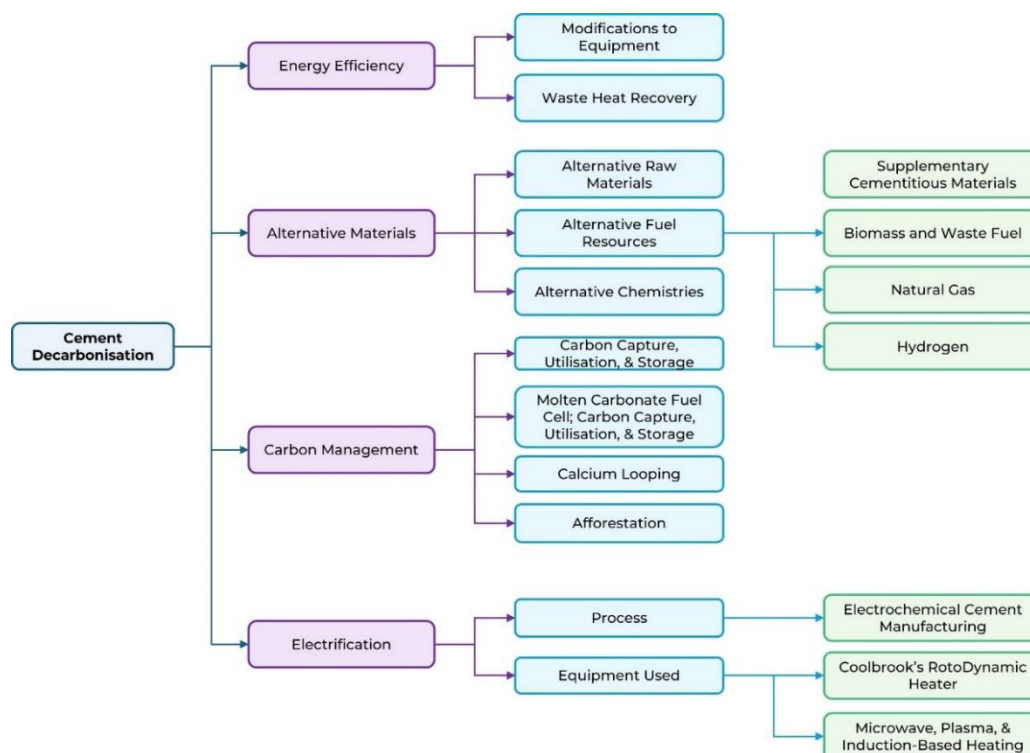 Cement
Decarbonisation
Energy Efficiency
Modifications to
Equipment
Waste Heat Recovery
Alternative Materials
Alternative Raw
Materials
Supplementary
Cementitious Materials
Alternative Fuel
Resources
Biomass and Waste Fuel
Natural Gas
Hydrogen
Alternative Chemistries
Carbon Management
Carbon Capture,
Utilisation, & Storage
Molten Carbonate Fuel
Cell; Carbon Capture,
Utilisation, & Storage
Calcium Looping
Afforestation
Electrification
Process
Electrochemical Cement
Manufacturing
Equipment Used
Coolbrook’s RotoDynamic
Heater
Microwave, Plasma, &
Induction-Based Heating